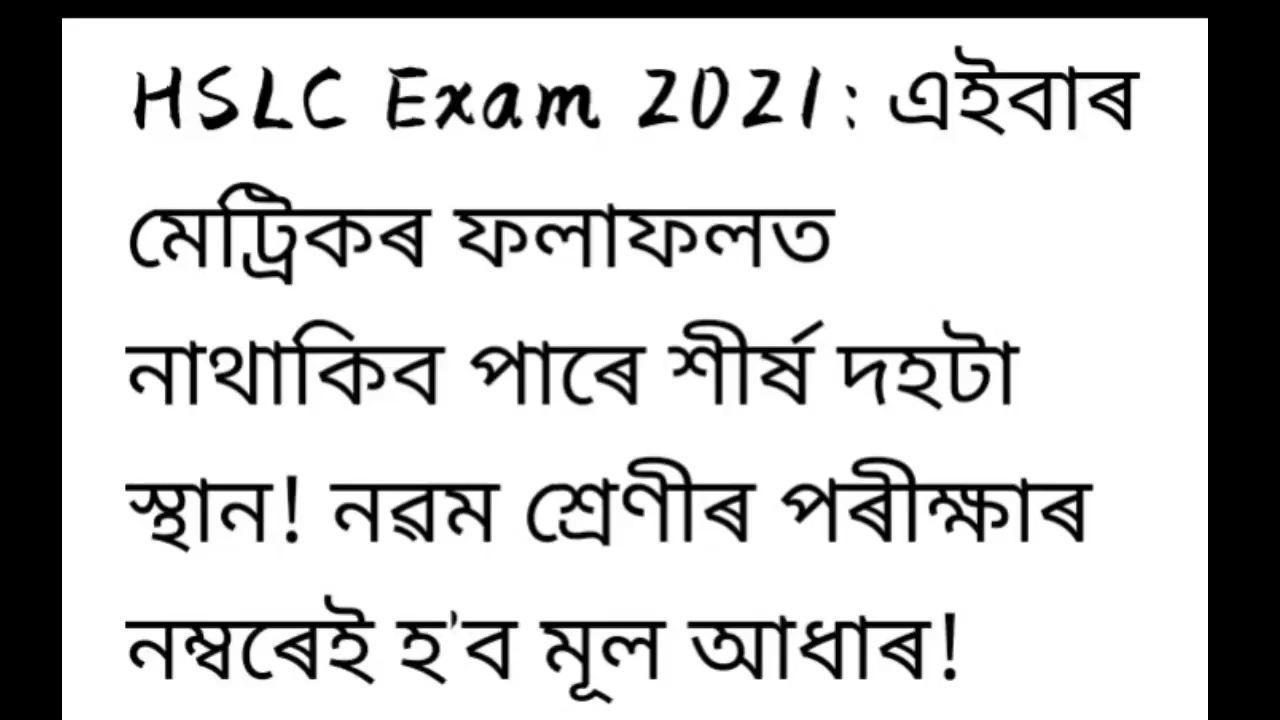 HSLC Exam 2021: এইবাৰ
মেট্ৰিকৰ ফলাফলত
নাথাকিব পাৰে শীৰ্ষ দহটা
স্থান! নৱম শ্ৰেণীৰ পৰীক্ষাৰ
নম্বৰেই হ'ব মূল আধাৰ!